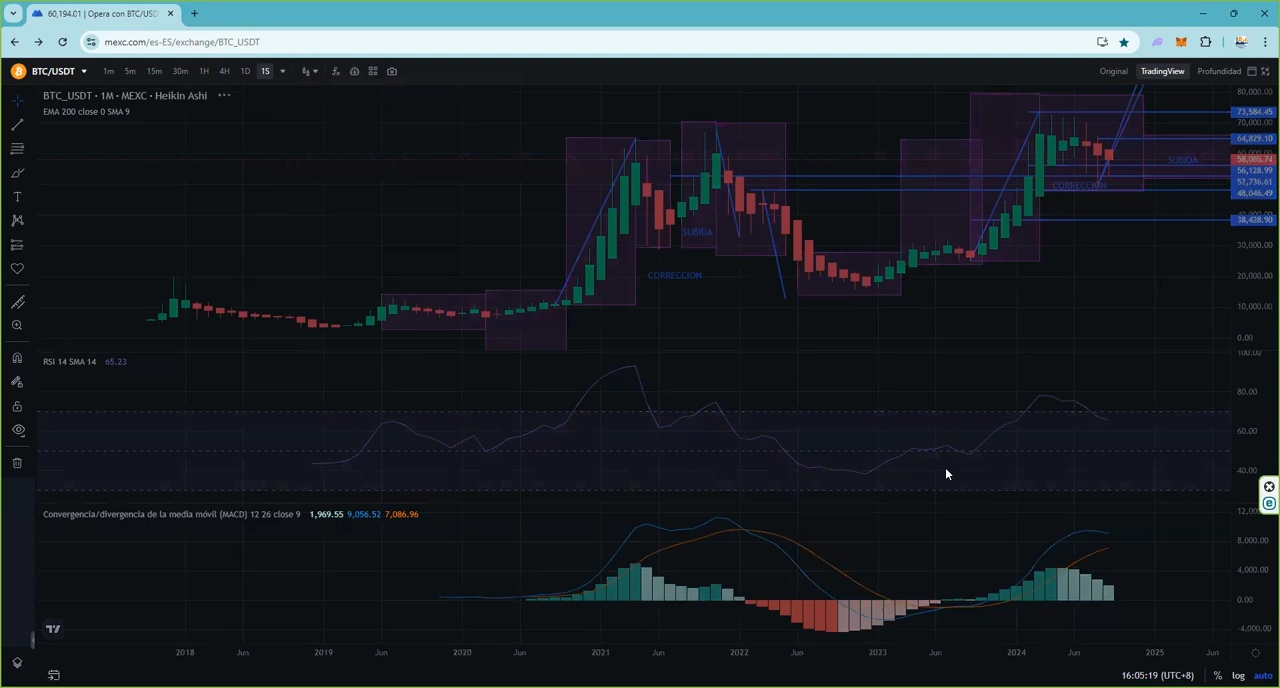 60,194.01 | Opera con BTC/USD
mexc.com/es-ES/exchange/BTC_USDT
BTC/USDT 1m 5m 15m 30m 1H 4H 1D 1S Original TradingView Profundidad
BTC_USDT · 1M · MEXC · Heikin Ashi
EMA 200 close 0 SMA 9
80,000.00
73,584.45
70,000.00
64,829.10
58,085.74
SUBIDA
56,128.99
52,736.61
CORRECCION
48,046.49
38,428.90
SUBIDA
30,000.00
CORRECCION
20,000.00
10,000.00
0.00
RSI 14 SMA 14 65.23
100.00
80.00
60.00
40.00
Convergencia/divergencia de la media móvil (MACD) 12 26 close 9 1,969.55 9,056.52 7,086.96
8,000.00
4,000.00
0.00
-4,000.00
2018 Jun 2019 Jun 2020 Jun 2021 Jun 2022 Jun 2023 Jun 2024 Jun 2025 Jun
16:05:19 (UTC+8) % log auto